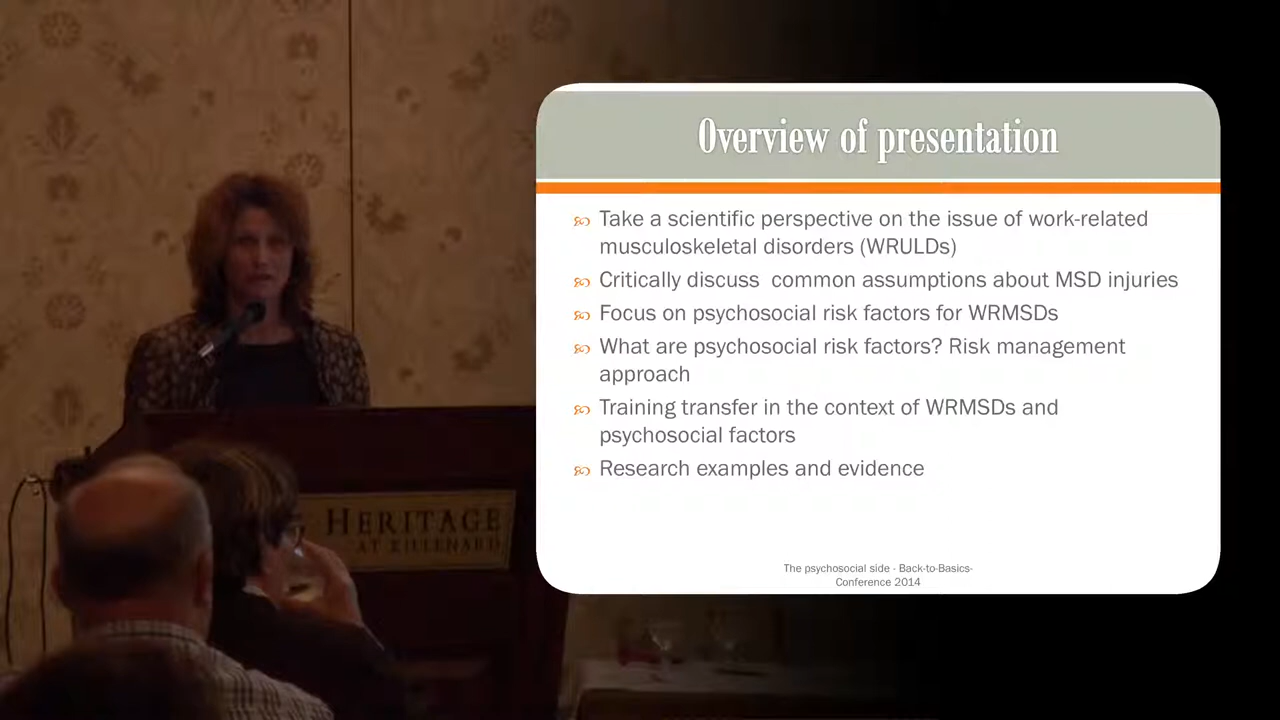 Overview of presentation
Take a scientific perspective on the issue of work-related
musculoskeletal disorders (WRULDs)
Critically discuss  common assumptions about MSD injuries
Focus on psychosocial risk factors for WRMSDs
What are psychosocial risk factors? Risk management
approach
Training transfer in the context of WRMSDs and
psychosocial factors
Research examples and evidence
The psychosocial side - Back-to-Basics-
Conference 2014
HERITAGE
AT KILLENARD